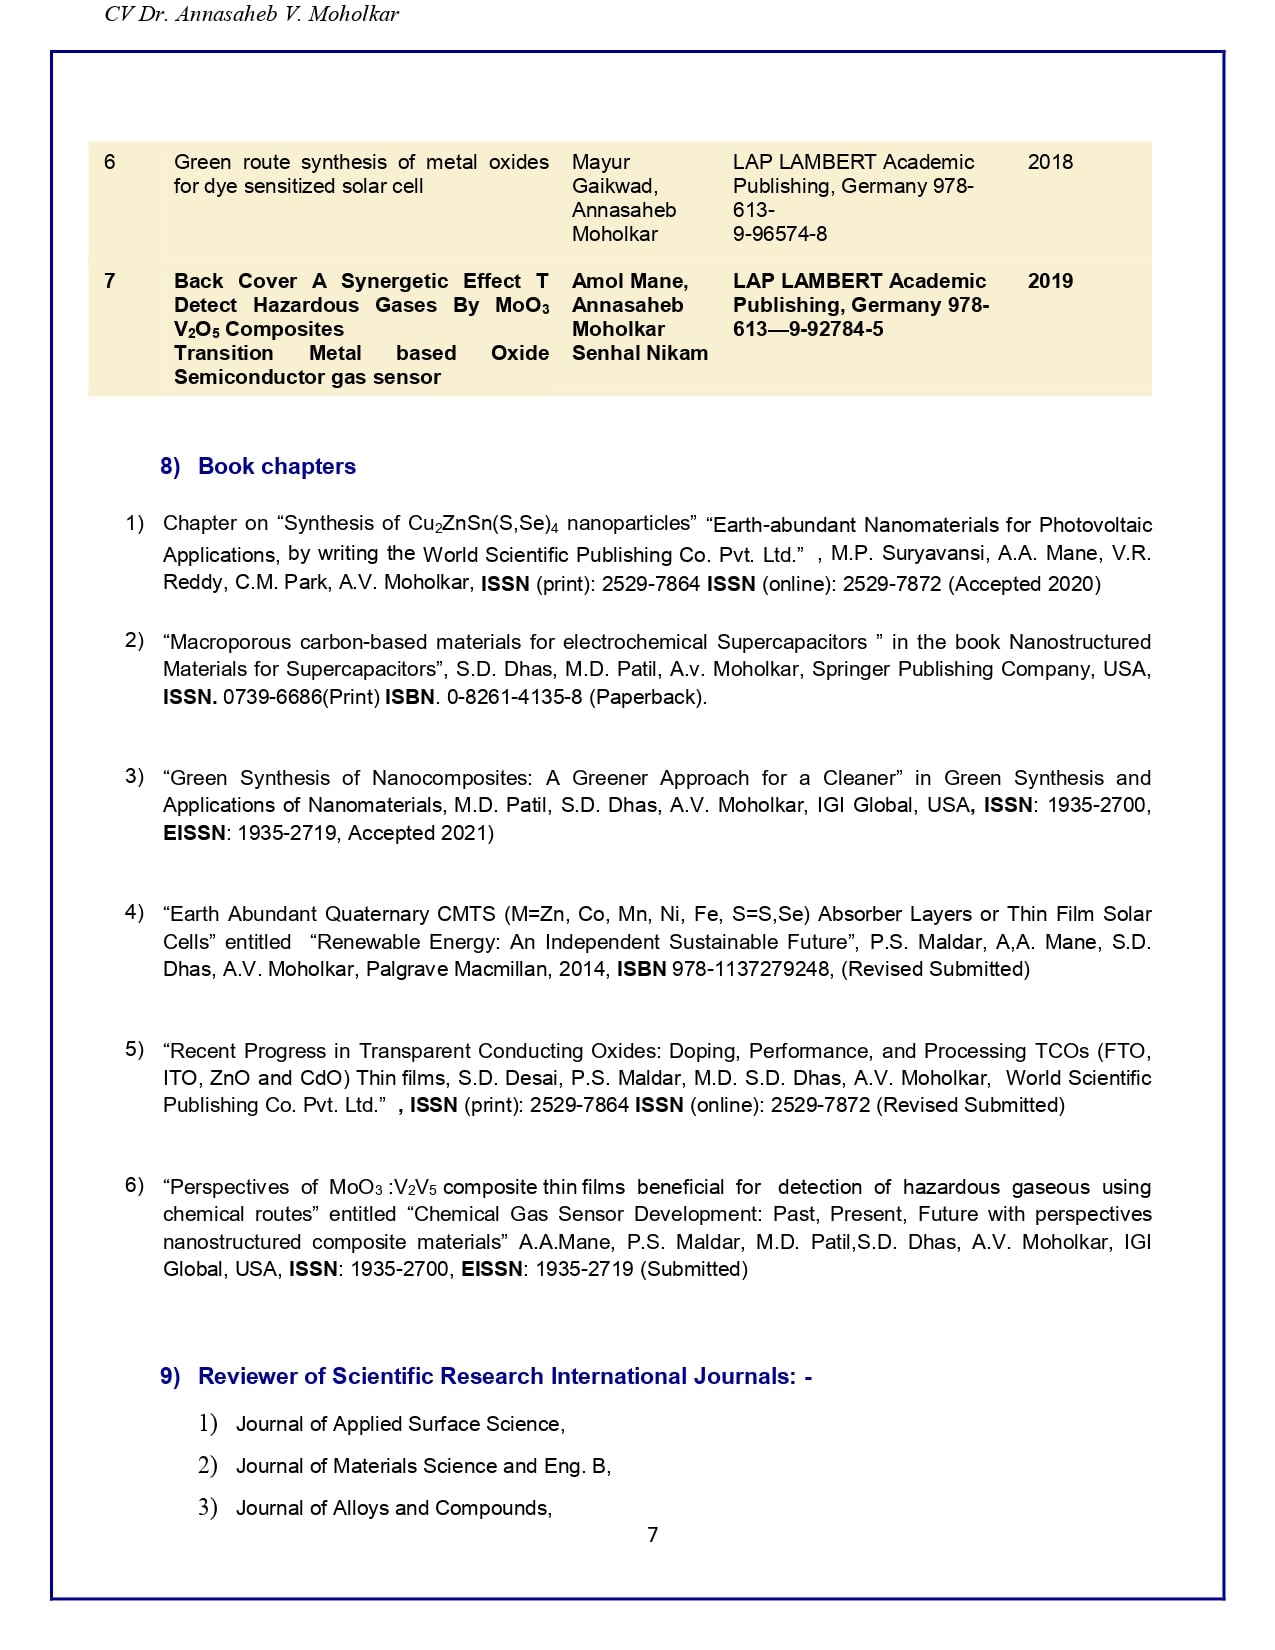 CV Dr. Annasaheb V. Moholkar
6 Green route synthesis of metal oxides Mayur LAP LAMBERT Academic 2018
for dye sensitized solar cell Gaikwad, Publishing, Germany 978-
Annasaheb 613-
Moholkar 9-96574-8
7 Back Cover A Synergetic Effect T Amol Mane, LAP LAMBERT Academic 2019
Detect Hazardous Gases By MoO3 Annasaheb Publishing, Germany 978-
V2O5 Composites Moholkar 613—9-92784-5
Transition Metal based Oxide Senhal Nikam
Semiconductor gas sensor
8) Book chapters
1) Chapter on “Synthesis of Cu2ZnSn(S,Se)4 nanoparticles” “Earth-abundant Nanomaterials for Photovoltaic
Applications, by writing the World Scientific Publishing Co. Pvt. Ltd.” , M.P. Suryavansi, A.A. Mane, V.R.
Reddy, C.M. Park, A.V. Moholkar, ISSN (print): 2529-7864 ISSN (online): 2529-7872 (Accepted 2020)
2) “Macroporous carbon-based materials for electrochemical Supercapacitors ” in the book Nanostructured
Materials for Supercapacitors”, S.D. Dhas, M.D. Patil, A.v. Moholkar, Springer Publishing Company, USA,
ISSN. 0739-6686(Print) ISBN. 0-8261-4135-8 (Paperback).
3) “Green Synthesis of Nanocomposites: A Greener Approach for a Cleaner” in Green Synthesis and
Applications of Nanomaterials, M.D. Patil, S.D. Dhas, A.V. Moholkar, IGI Global, USA, ISSN: 1935-2700,
EISSN: 1935-2719, Accepted 2021)
4) “Earth Abundant Quaternary CMTS (M=Zn, Co, Mn, Ni, Fe, S=S,Se) Absorber Layers or Thin Film Solar
Cells” entitled “Renewable Energy: An Independent Sustainable Future”, P.S. Maldar, A,A. Mane, S.D.
Dhas, A.V. Moholkar, Palgrave Macmillan, 2014, ISBN 978-1137279248, (Revised Submitted)
5) “Recent Progress in Transparent Conducting Oxides: Doping, Performance, and Processing TCOs (FTO,
ITO, ZnO and CdO) Thin films, S.D. Desai, P.S. Maldar, M.D. S.D. Dhas, A.V. Moholkar, World Scientific
Publishing Co. Pvt. Ltd.” , ISSN (print): 2529-7864 ISSN (online): 2529-7872 (Revised Submitted)
6) “Perspectives of MoO3 :V2V5 composite thin films beneficial for detection of hazardous gaseous using
chemical routes” entitled “Chemical Gas Sensor Development: Past, Present, Future with perspectives
nanostructured composite materials” A.A.Mane, P.S. Maldar, M.D. Patil,S.D. Dhas, A.V. Moholkar, IGI
Global, USA, ISSN: 1935-2700, EISSN: 1935-2719 (Submitted)
9) Reviewer of Scientific Research International Journals: -
1) Journal of Applied Surface Science,
2) Journal of Materials Science and Eng. B,
3) Journal of Alloys and Compounds,
7